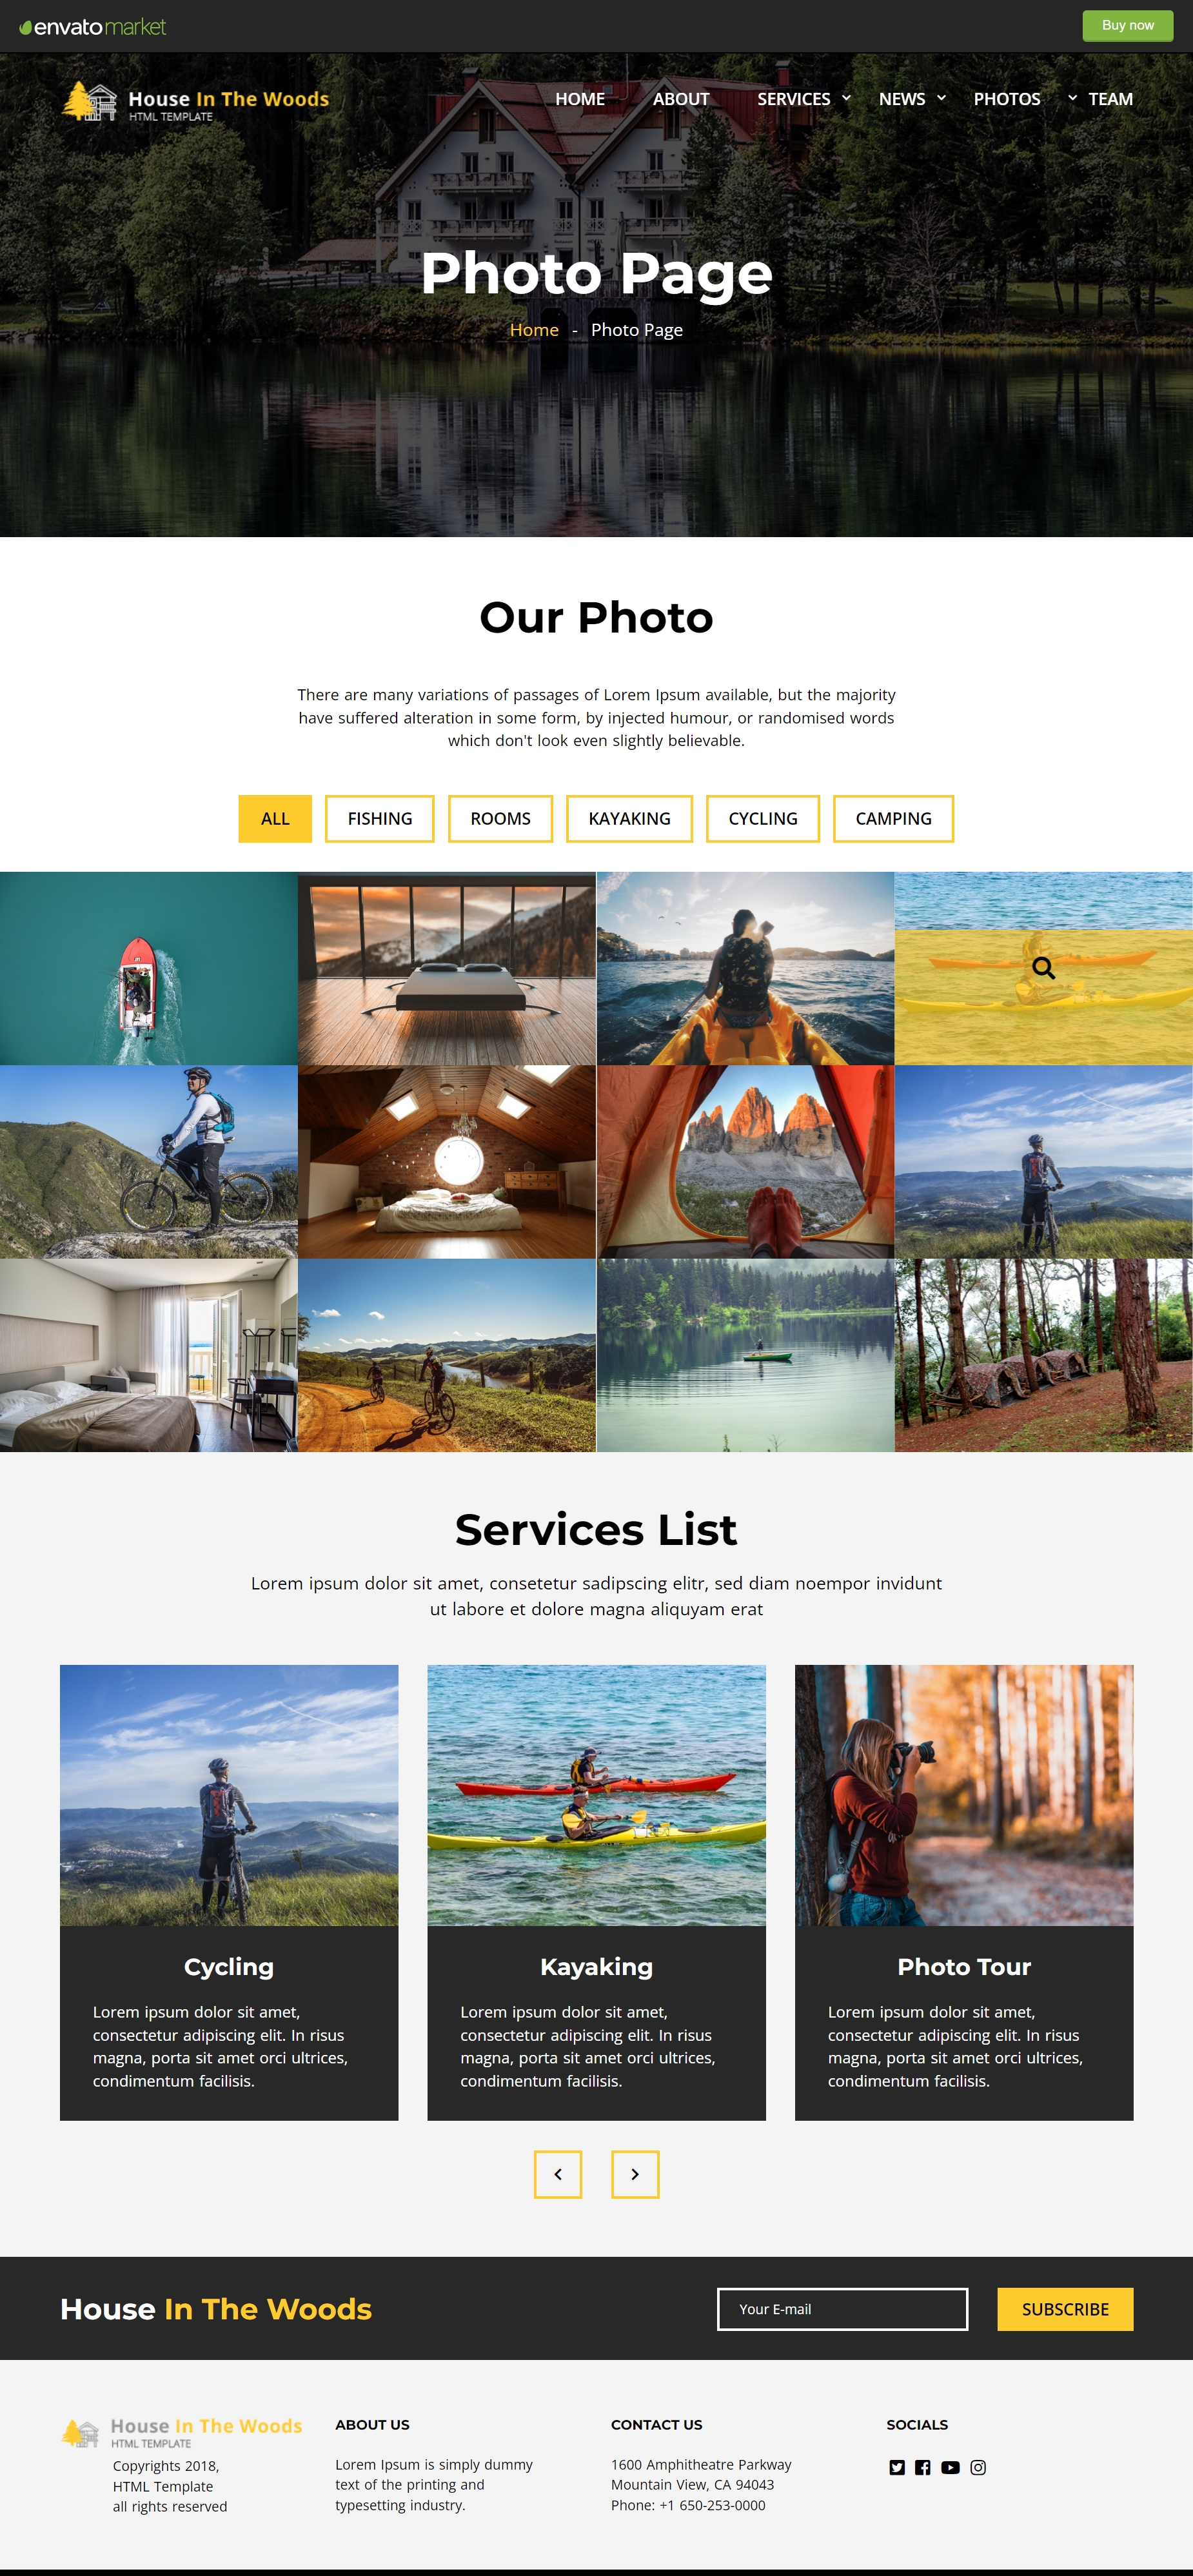 envato market
Buy now
House In The Woods
HTML TEMPLATE
HOME
ABOUT
SERVICES
NEWS
PHOTOS
TEAM
Photo Page
Home - Photo Page
Our Photo
There are many variations of passages of Lorem Ipsum available, but the majority
have suffered alteration in some form, by injected humour, or randomised words
which don't look even slightly believable.
ALL
FISHING
ROOMS
KAYAKING
CYCLING
CAMPING
Services List
Lorem ipsum dolor sit amet, consetetur sadipscing elitr, sed diam noempor invidunt
ut labore et dolore magna aliquyam erat
Cycling
Lorem ipsum dolor sit amet,
consectetur adipiscing elit. In risus
magna, porta sit amet orci ultrices,
condimentum facilisis.
Kayaking
Lorem ipsum dolor sit amet,
consectetur adipiscing elit. In risus
magna, porta sit amet orci ultrices,
condimentum facilisis.
Photo Tour
Lorem ipsum dolor sit amet,
consectetur adipiscing elit. In risus
magna, porta sit amet orci ultrices,
condimentum facilisis.
House In The Woods
Your E-mail
SUBSCRIBE
House In The Woods
HTML TEMPLATE
Copyrights 2018,
HTML Template
all rights reserved
ABOUT US
Lorem Ipsum is simply dummy
text of the printing and
typesetting industry.
CONTACT US
1600 Amphitheatre Parkway
Mountain View, CA 94043
Phone: +1 650-253-0000
SOCIALS